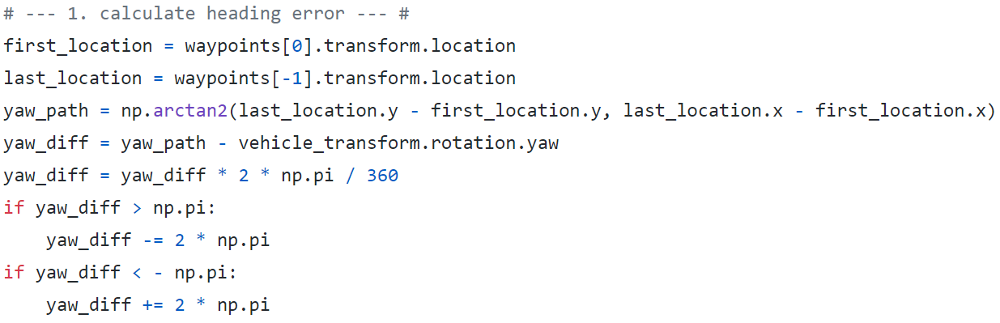 # --- 1. calculate heading error --- #
first_location = waypoints[0].transform.location
last_location = waypoints[-1].transform.location
yaw_path = np.arctan2(last_location.y - first_location.y, last_location.x - first_location.x)
yaw_diff = yaw_path - vehicle_transform.rotation.yaw
yaw_diff = yaw_diff * 2 * np.pi / 360
if yaw_diff > np.pi:
    yaw_diff -= 2 * np.pi
if yaw_diff < - np.pi:
    yaw_diff += 2 * np.pi